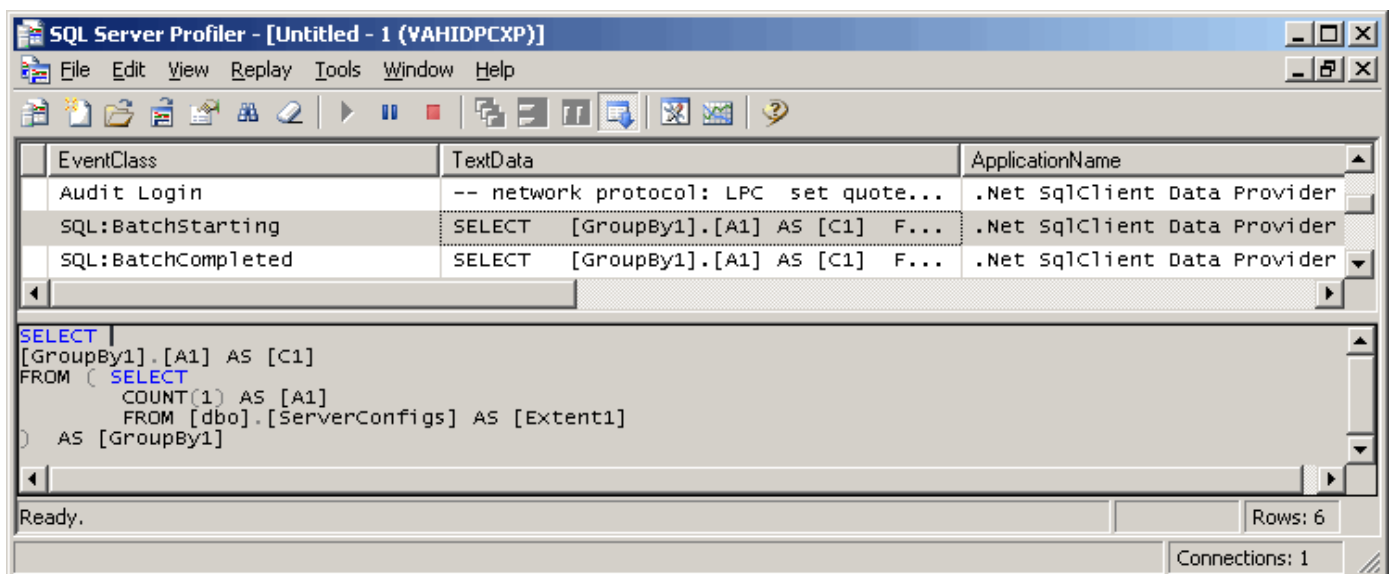 SQL Server Profiler - [Untitled - 1 (VAHIDPCXP)]
File Edit View Replay Tools Window Help
EventClass TextData ApplicationName
Audit Login -- network protocol: LPC set quote... .Net SqlClient Data Provider
SQL:BatchStarting SELECT [GroupBy1].[A1] AS [C1] F... .Net SqlClient Data Provider
SQL:BatchCompleted SELECT [GroupBy1].[A1] AS [C1] F... .Net SqlClient Data Provider
SELECT
[GroupBy1].[A1] AS [C1]
FROM ( SELECT
COUNT(1) AS [A1]
FROM [dbo].[ServerConfigs] AS [Extent1]
) AS [GroupBy1]
Ready. Rows: 6
Connections: 1